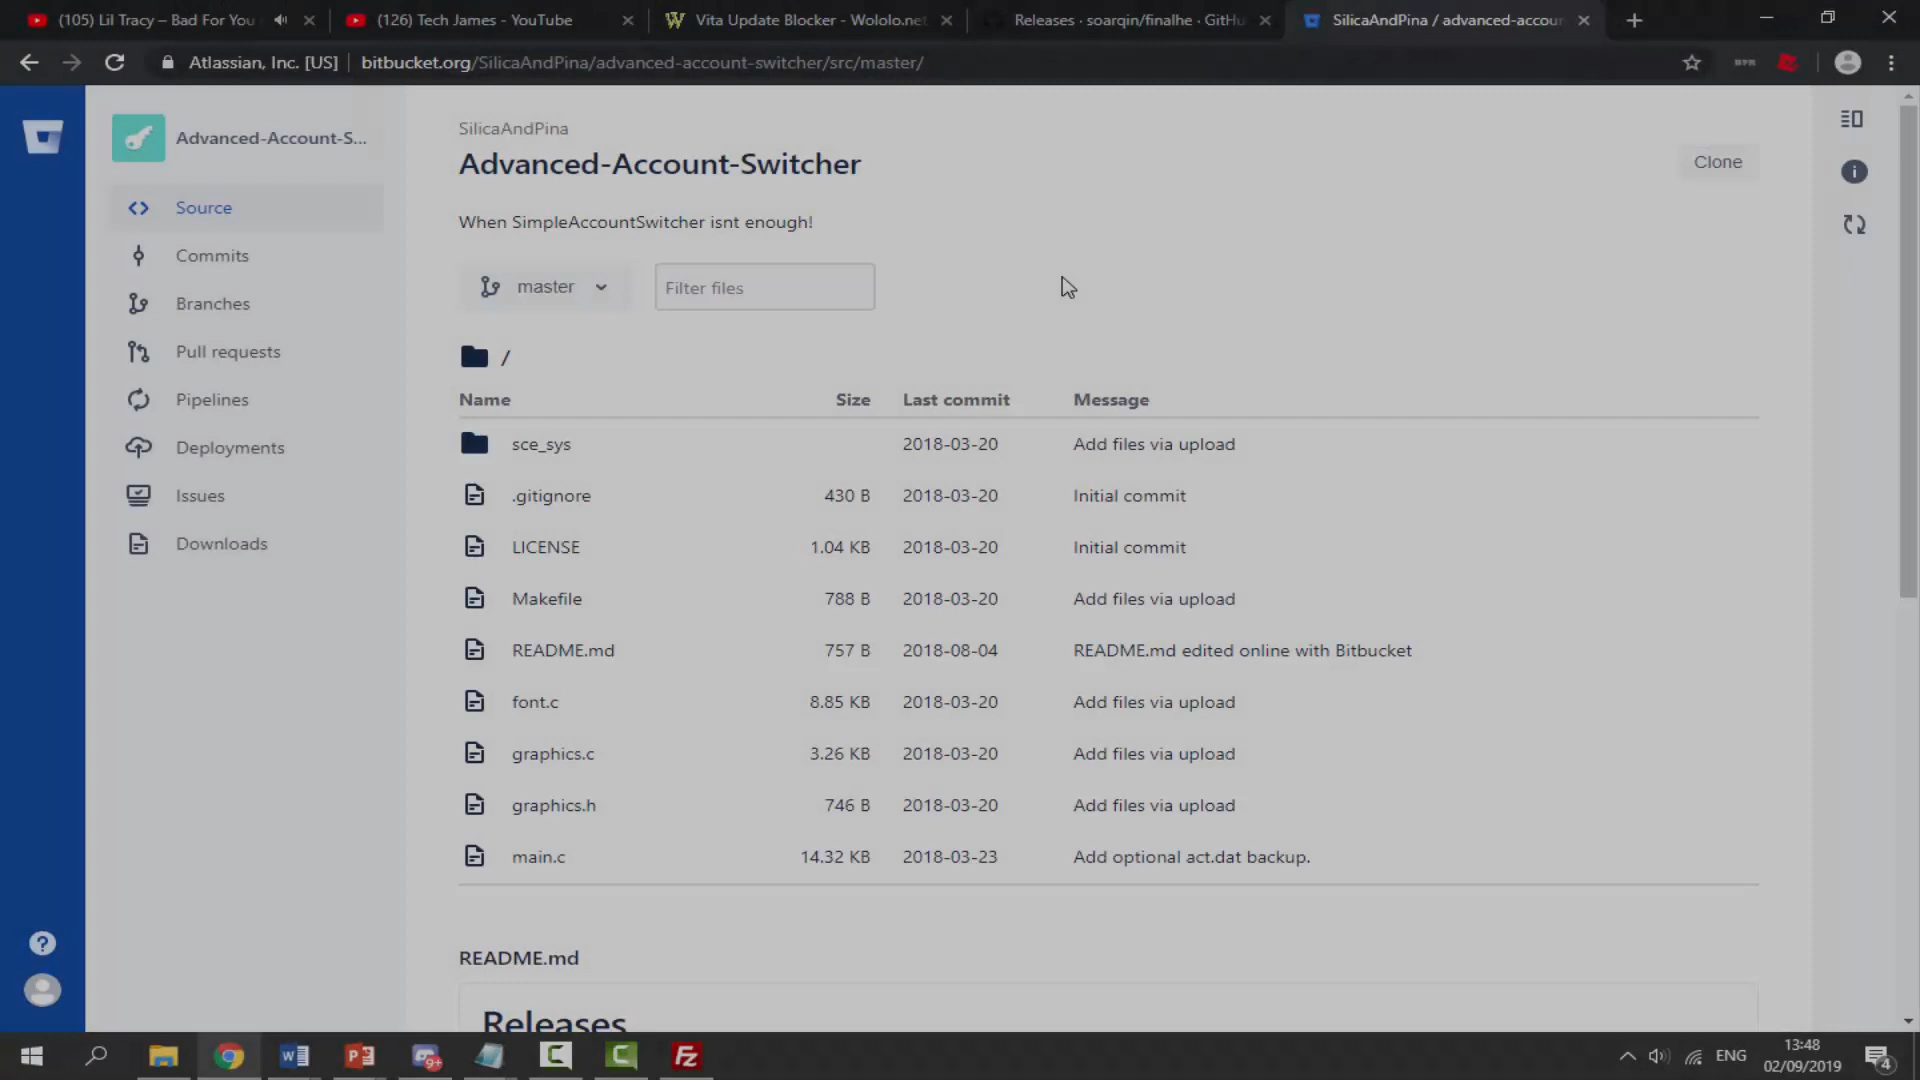 (105) Lil Tracy – Bad For You
(126) Tech James - YouTube
Vita Update Blocker - Wololo.net
Releases · soarqin/finalhe · GitHu
SilicaAndPina / advanced-accoun
Atlassian, Inc. [US]
bitbucket.org/SilicaAndPina/advanced-account-switcher/src/master/
Advanced-Account-S...
Source
Commits
Branches
Pull requests
Pipelines
Deployments
Issues
Downloads
SilicaAndPina
Advanced-Account-Switcher
Clone
When SimpleAccountSwitcher isnt enough!
master
Filter files
/
Name Size Last commit Message
sce_sys 2018-03-20 Add files via upload
.gitignore 430 B 2018-03-20 Initial commit
LICENSE 1.04 KB 2018-03-20 Initial commit
Makefile 788 B 2018-03-20 Add files via upload
README.md 757 B 2018-08-04 README.md edited online with Bitbucket
font.c 8.85 KB 2018-03-20 Add files via upload
graphics.c 3.26 KB 2018-03-20 Add files via upload
graphics.h 746 B 2018-03-20 Add files via upload
main.c 14.32 KB 2018-03-23 Add optional act.dat backup.
README.md
Releases
9+
ENG
13:48
02/09/2019
4